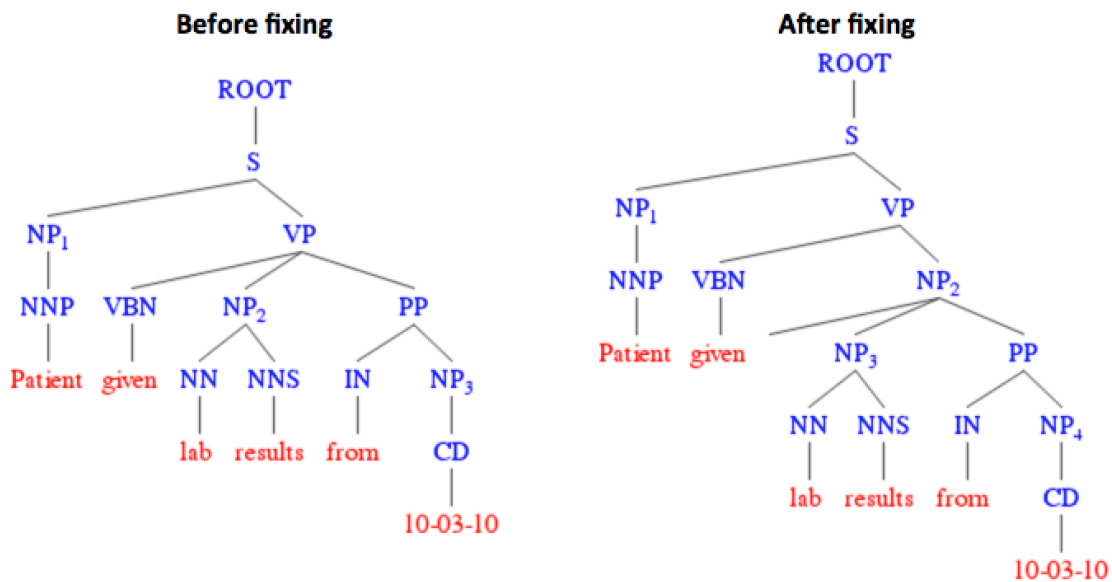 Before fixing
ROOT
S
NP1 VP
NNP VBN NP2 PP
Patient given NN NNS IN NP3
lab results from CD
10-03-10
After fixing
ROOT
S
NP1 VP
NNP VBN NP2
Patient given NP3 PP
NN NNS IN NP4
lab results from CD
10-03-10